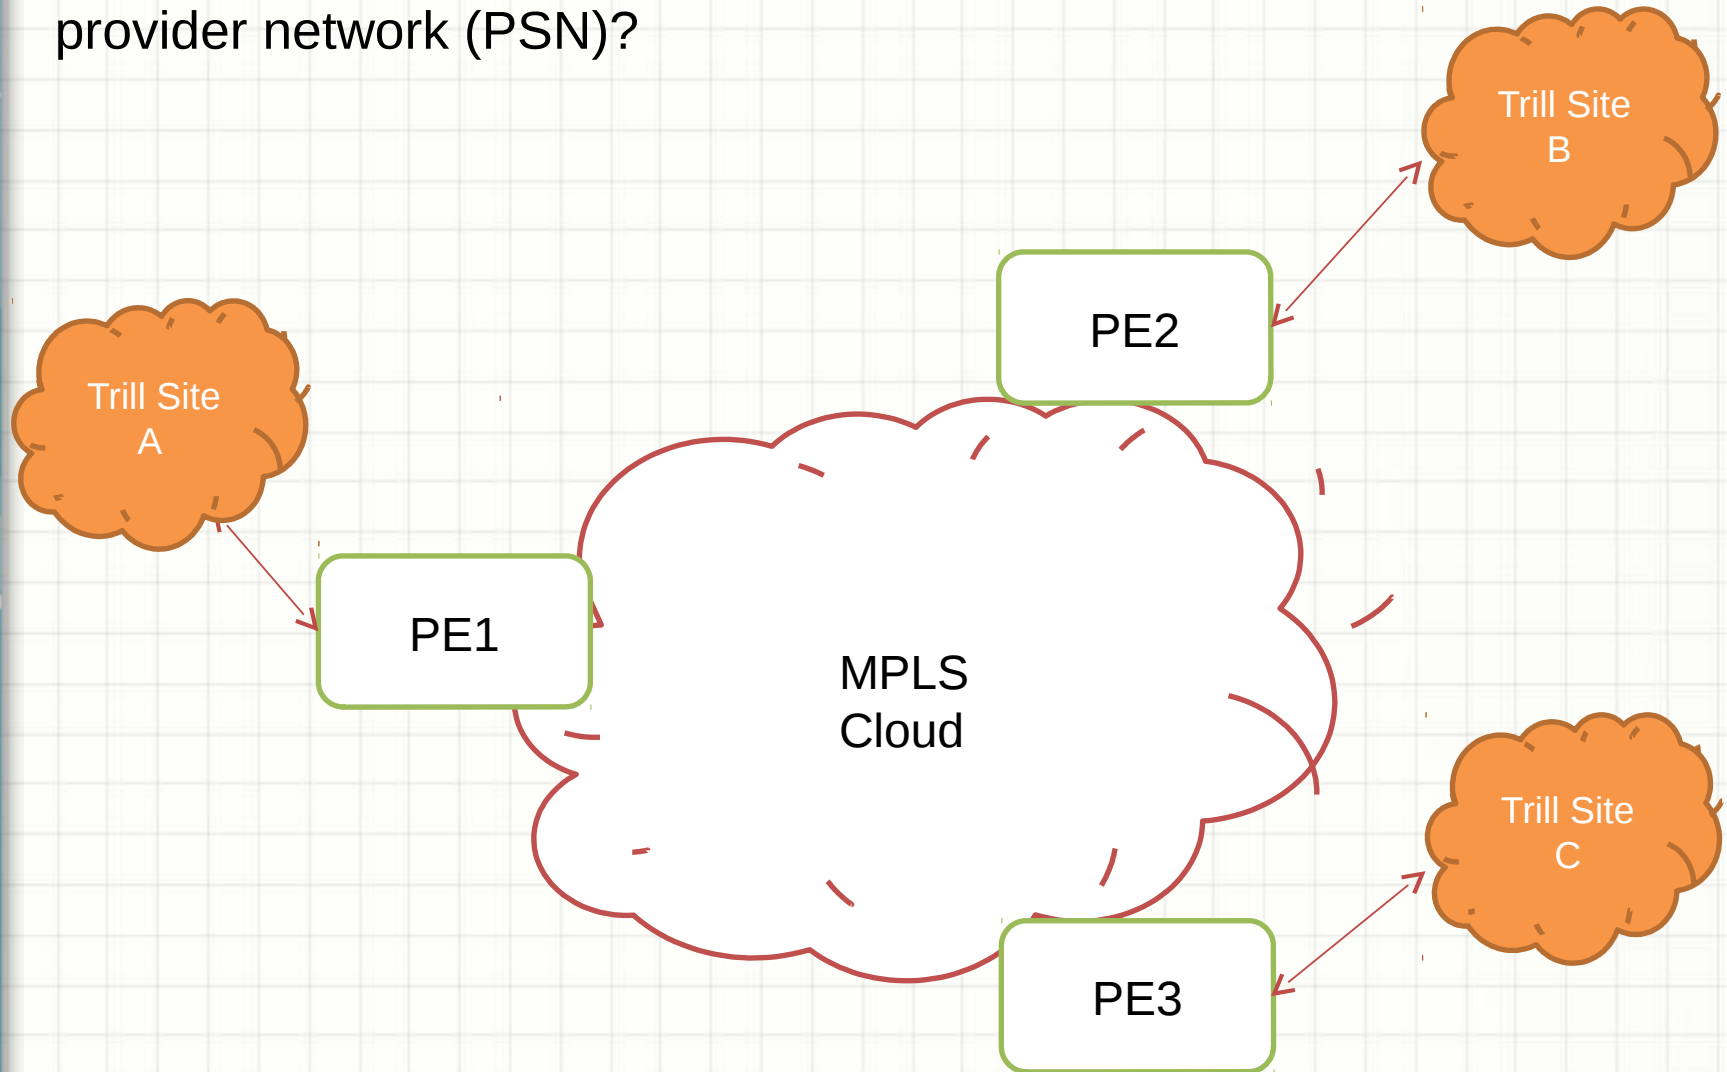 provider network (PSN)?
Trill Site
B
PE2
Trill Site
A
PE1
MPLS
Cloud
Trill Site
C
PE3